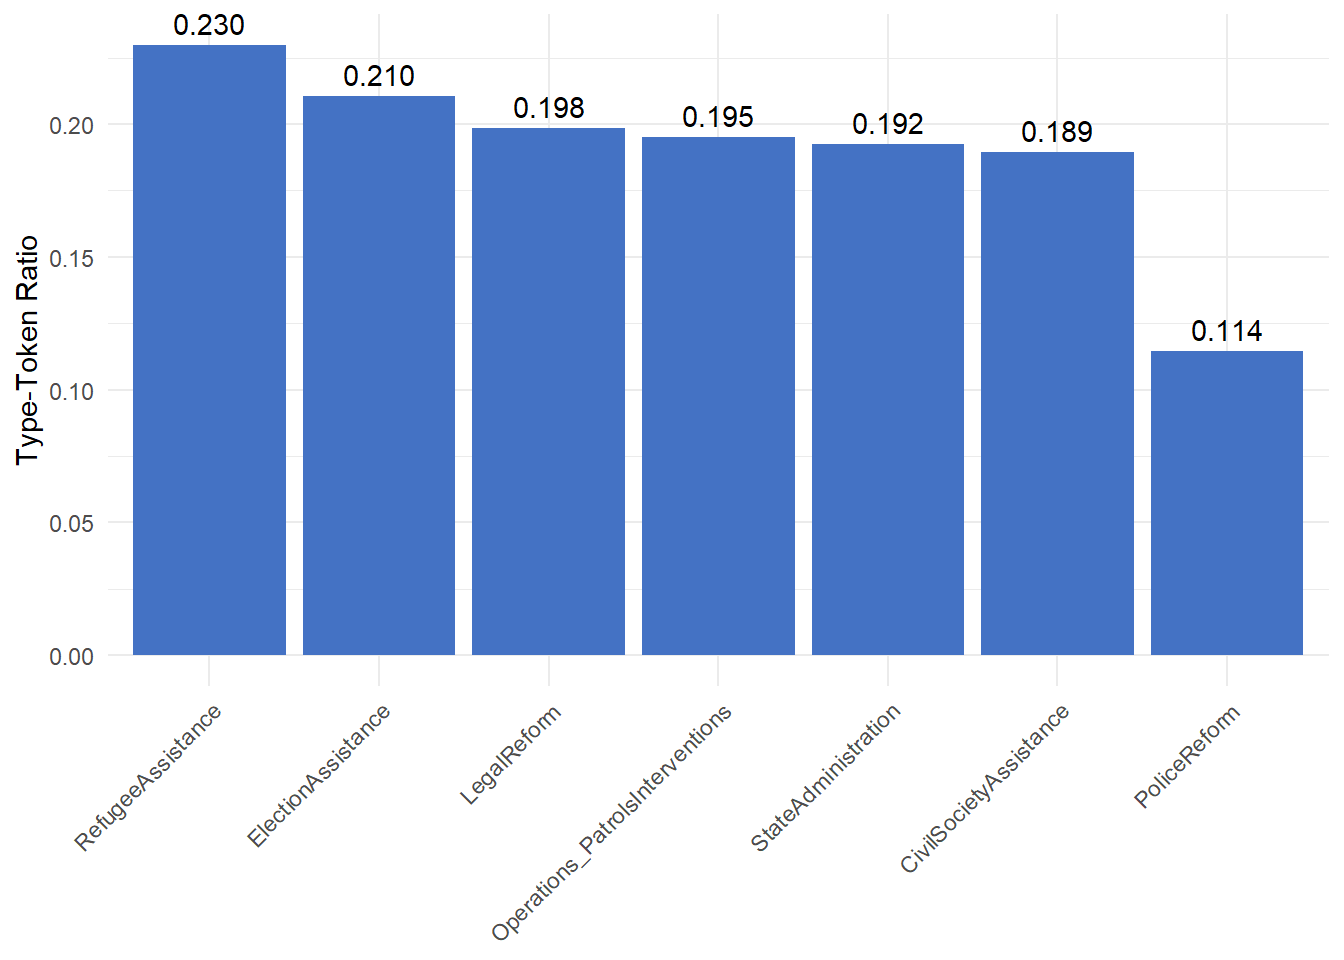 0.230
0.210
0.198
0.195
0.192
0.189
0.114
Type-Token Ratio
0.20
0.15
0.10
0.05
0.00
RefugeeAssistance
ElectionAssistance
LegalReform
Operations_PatrolsInterventions
StateAdministration
CivilSocietyAssistance
PoliceReform